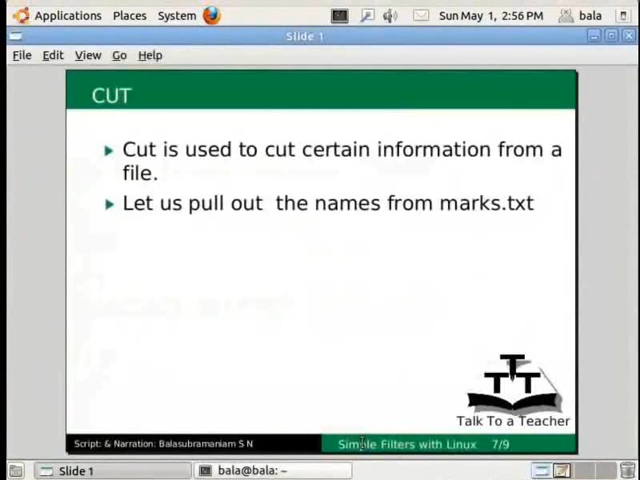 Applications Places System Sun May 1, 2:56 PM bala
Slide 1
File Edit View Go Help
CUT
Cut is used to cut certain information from a
file.
Let us pull out the names from marks.txt
T T T
Talk To a Teacher
Script: & Narration: Balasubramaniam S N Simple Filters with Linux 7/9
Slide 1 bala@bala: ~